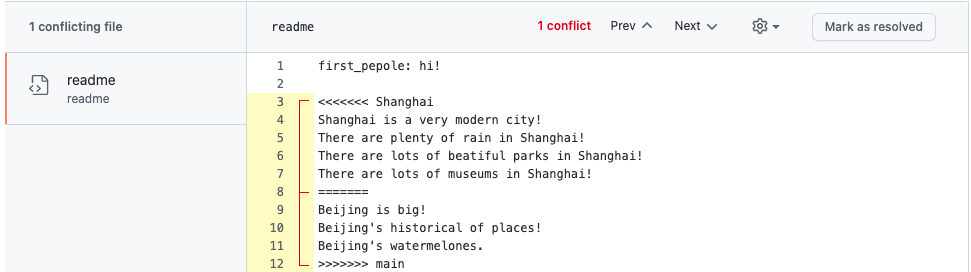 1 conflicting file
readme
1 conflict
Prev
Next
Mark as resolved
readme
readme
1 first_pepole: hi!
2
3 <<<<<<< Shanghai
4 Shanghai is a very modern city!
5 There are plenty of rain in Shanghai!
6 There are lots of beatiful parks in Shanghai!
7 There are lots of museums in Shanghai!
8 =======
9 Beijing is big!
10 Beijing's historical of places!
11 Beijing's watermelones.
12 >>>>>>> main